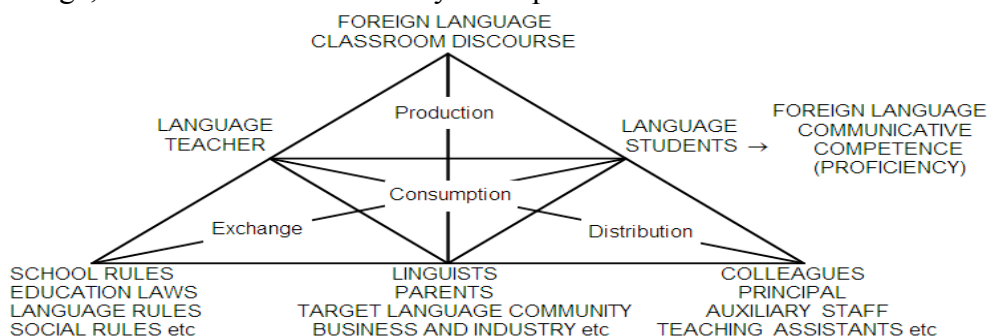 FOREIGN LANGUAGE
CLASSROOM DISCOURSE
Production
LANGUAGE
TEACHER
LANGUAGE
STUDENTS →
FOREIGN LANGUAGE
COMMUNICATIVE
COMPETENCE
(PROFICIENCY)
Consumption
Exchange
Distribution
SCHOOL RULES
EDUCATION LAWS
LANGUAGE RULES
SOCIAL RULES etc
LINGUISTS
PARENTS
TARGET LANGUAGE COMMUNITY
BUSINESS AND INDUSTRY etc
COLLEAGUES
PRINCIPAL
AUXILIARY STAFF
TEACHING ASSISTANTS etc